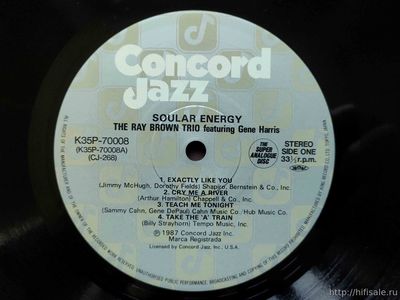 Concord
Jazz
SOULAR ENERGY
THE RAY BROWN TRIO featuring Gene Harris
K35P-70008
(K35P-70008A)
(CJ-268)
THE SUPER ANALOGUE DISC
STEREO
SIDE ONE
33⅓ r.p.m.
1. EXACTLY LIKE YOU
(Jimmy McHugh, Dorothy Fields) Shapiro, Bernstein & Co., Inc.
2. CRY ME A RIVER
(Arthur Hamilton) Chappell & Co., Inc.
3. TEACH ME TONIGHT
(Sammy Cahn, Gene DePaul) Cahn Music Co./Hub Music Co.
4. TAKE THE 'A' TRAIN
(Billy Strayhorn) Tempo Music, Inc.
℗1987 Concord Jazz Inc.
Marca Registrada
Licensed by Concord Jazz, Inc., U.S.A.
https://hifisale.ru